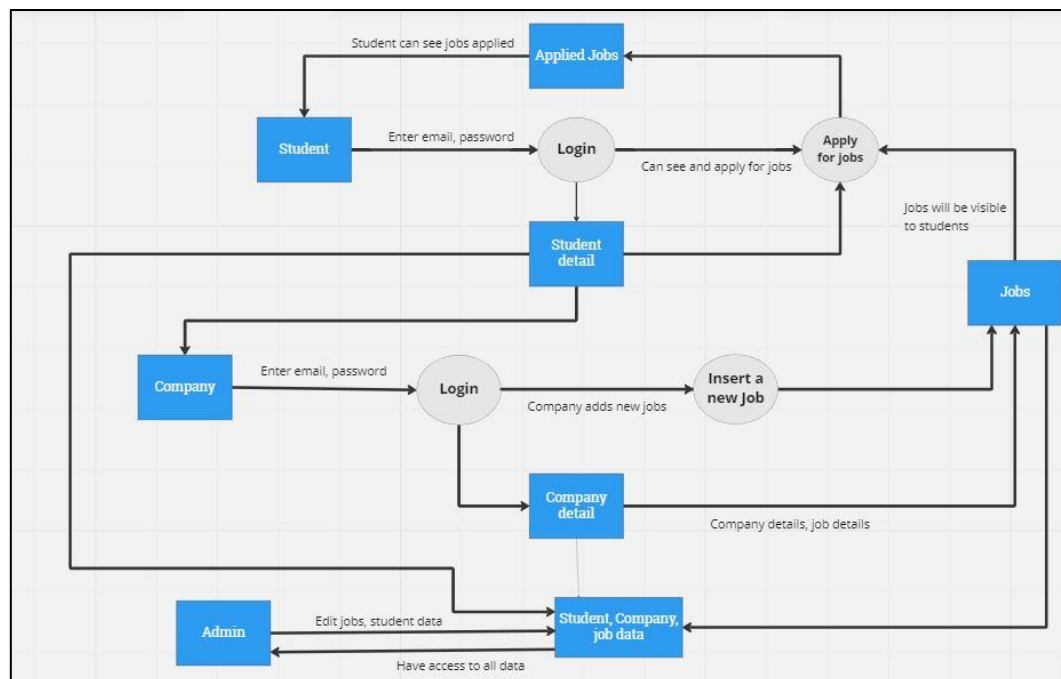 Student can see jobs applied
Applied Jobs
Student
Enter email, password
Login
Can see and apply for jobs
Apply
for jobs
Jobs will be visible
to students
Student
detail
Jobs
Company
Enter email, password
Login
Company adds new jobs
Insert a
new Job
Company
detail
Company details, job details
Admin
Edit jobs, student data
Have access to all data
Student, Company,
job data